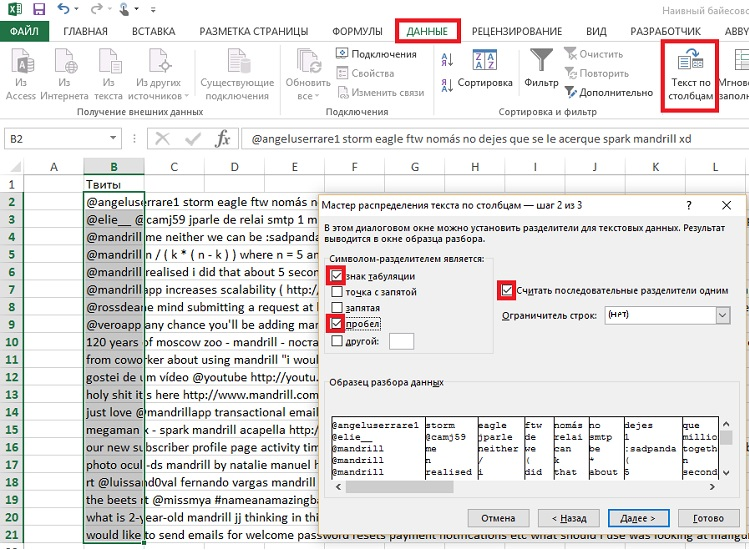 Наивный байесово
ФАЙЛ ГЛАВНАЯ ВСТАВКА РАЗМЕТКА СТРАНИЦЫ ФОРМУЛЫ ДАННЫЕ РЕЦЕНЗИРОВАНИЕ ВИД РАЗРАБОТЧИК ABBY
Из Access
Из Интернета
Из текста
Из других источников
Существующие подключения
Обновить все
Подключения
Свойства
Изменить связи
Сортировка
Фильтр
Очистить
Повторить
Дополнительно
Текст по столбцам
Мгнове
заполн
Получение внешних данных Подключения Сортировка и фильтр
B2 fx @angeluserrare1 storm eagle ftw nomás no dejes que se le acerque spark mandrill xd
A B C D E F G H I J K L
1 Твиты
2 @angeluserrare1 storm eagle ftw nomás no
3 @elie__ @camj59 jparle de relai smtp 1 m
4 @mandrill me neither we can be :sadpanda
5 @mandrill n / ( k * ( n - k ) ) where n = 5 an
6 @mandrill realised i did that about 5 secon
7 @mandrillapp increases scalability ( http:/
8 @rossdeane mind submitting a request at
9 @veroapp any chance you'll be adding man
10 120 years of moscow zoo - mandrill - поста
11 from coworker about using mandrill "i woul
12 gostei de um vídeo @youtube http://youtu.
13 holy shit it's here http://www.mandrill.com
14 just love @mandrillapp transactional email
15 megaman x - spark mandrill acapella http:/
16 our new subscriber profile page activity tim
17 photo oculi-ds mandrill by natalie manuel h
18 rt @luissand0val fernando vargas mandrill
19 the beets rt @missmya #nameanamazingba
20 what is 2-year-old mandrill jj thinking in thi
21 would like to send emails for welcome password resets payment notifications etc what should i use was looking at mailgu
Мастер распределения текста по столбцам — шаг 2 из 3
В этом диалоговом окне можно установить разделители для текстовых данных. Результат
выводится в окне образца разбора.
Символом-разделителем является:
знак табуляции
точка с запятой
запятая
пробел
другой:
Считать последовательные разделители одним
Ограничитель строк: (нет)
Образец разбора данных
@angeluserrare1 storm eagle ftw nomás no dejes que
@elie__ @camj59 jparle de relai smtp 1 millio
@mandrill me neither we can be :sadpanda togeth
@mandrill n / ( k * ( n
@mandrill realised i did that about 5 second
Отмена < Назад Далее > Готово